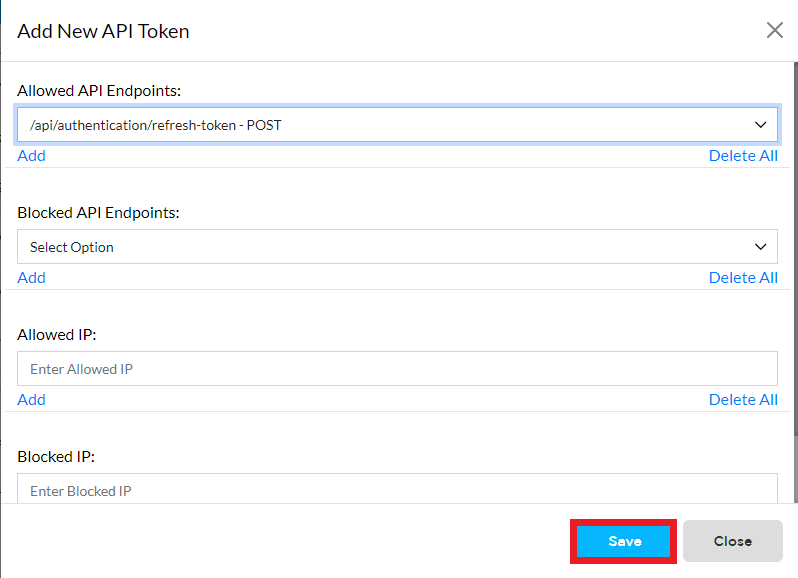 Add New API Token
Allowed API Endpoints:
/api/authentication/refresh-token - POST
Add Delete All
Blocked API Endpoints:
Select Option
Add Delete All
Allowed IP:
Enter Allowed IP
Add Delete All
Blocked IP:
Enter Blocked IP
Save Close